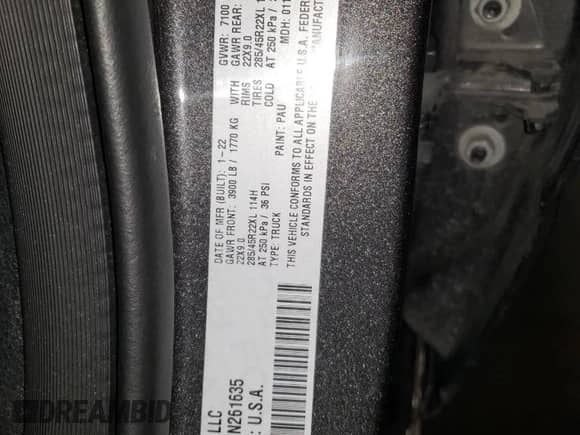 LLC
N261635
: U.S.A.
DATE OF MFR (BUILT): 1-22
GVWR: 7100
GAWR FRONT: 3900 LB / 1770 KG WITH
GAWR REAR:
22X9.0 RIMS
22X9.0
285/45R22XL 114H TIRES
285/45R22XL
AT 250 kPa / 36 PSI COLD
AT 250 kPa /
TYPE: TRUCK PAINT: PAU MDH: 011
THIS VEHICLE CONFORMS TO ALL APPLICABLE U.S.A. FEDER
STANDARDS IN EFFECT ON THE MANUFACT
DREAMBID